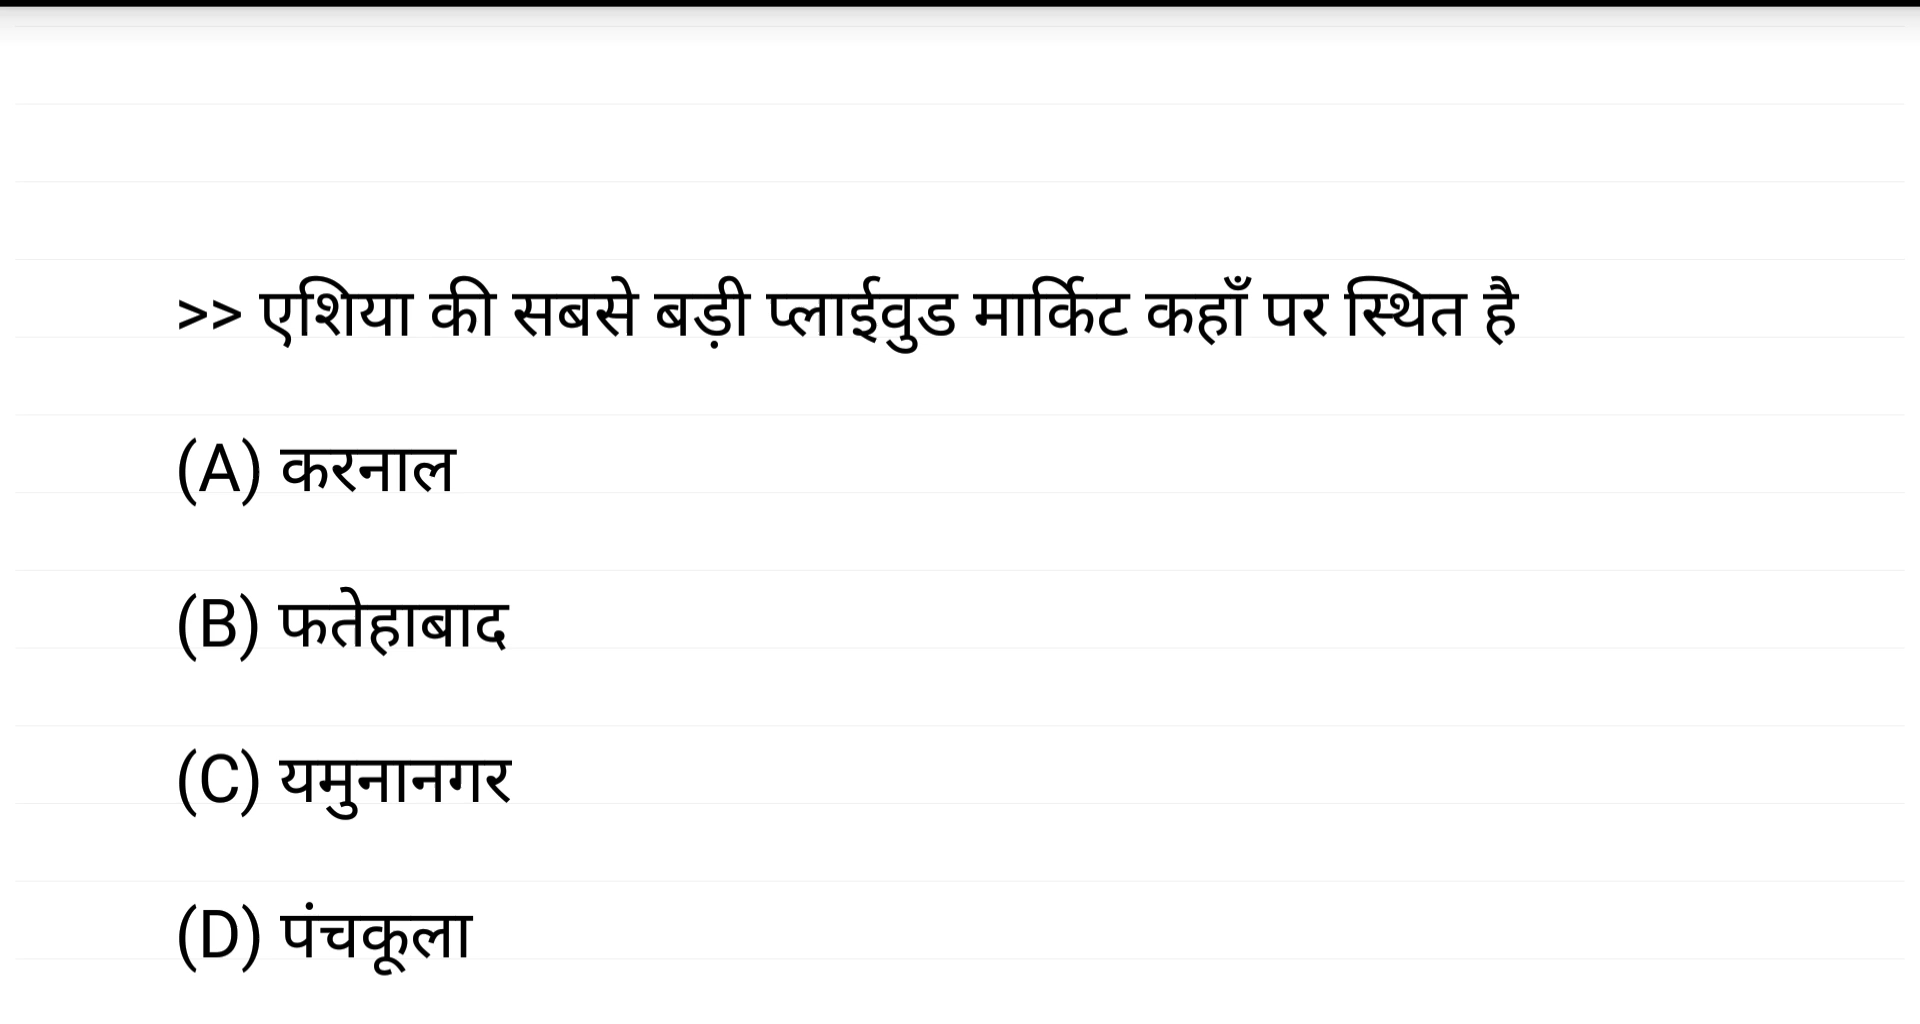 >> एशिया की सबसे बड़ी प्लाईवुड मार्किट कहाँ पर स्थित है
(A) करनाल
(B) फतेहाबाद
(C) यमुनानगर
(D) पंचकूला